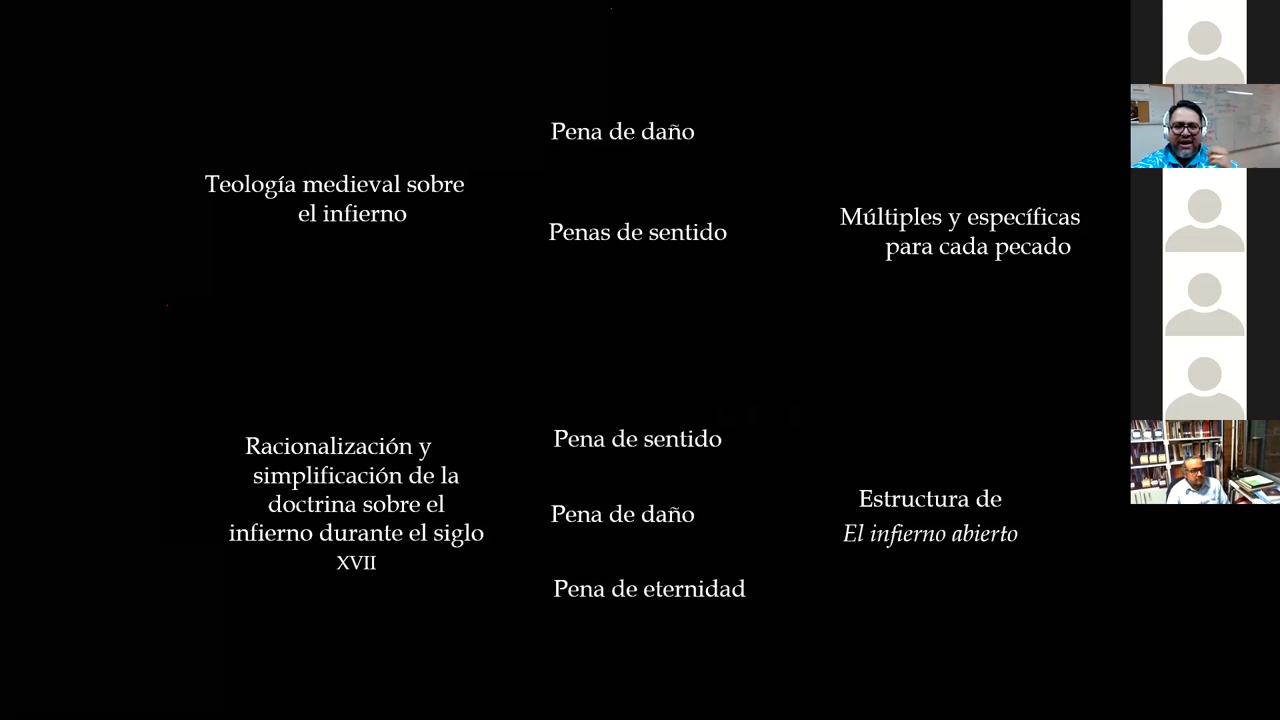 Teología medieval sobre
el infierno
Pena de daño
Penas de sentido
Múltiples y específicas
para cada pecado
Racionalización y
simplificación de la
doctrina sobre el
infierno durante el siglo
XVII
Pena de sentido
Pena de daño
Pena de eternidad
Estructura de
El infierno abierto